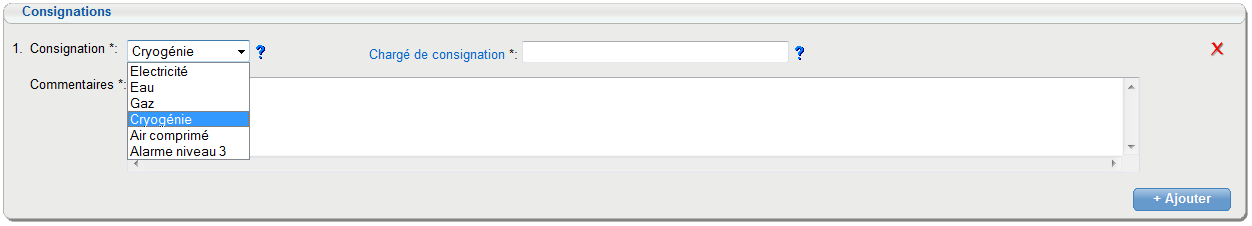 Consignations
1. Consignation *: Cryogénie ? Chargé de consignation *: ?
Commentaires *:
Electricité
Eau
Gaz
Cryogénie
Air comprimé
Alarme niveau 3
+ Ajouter